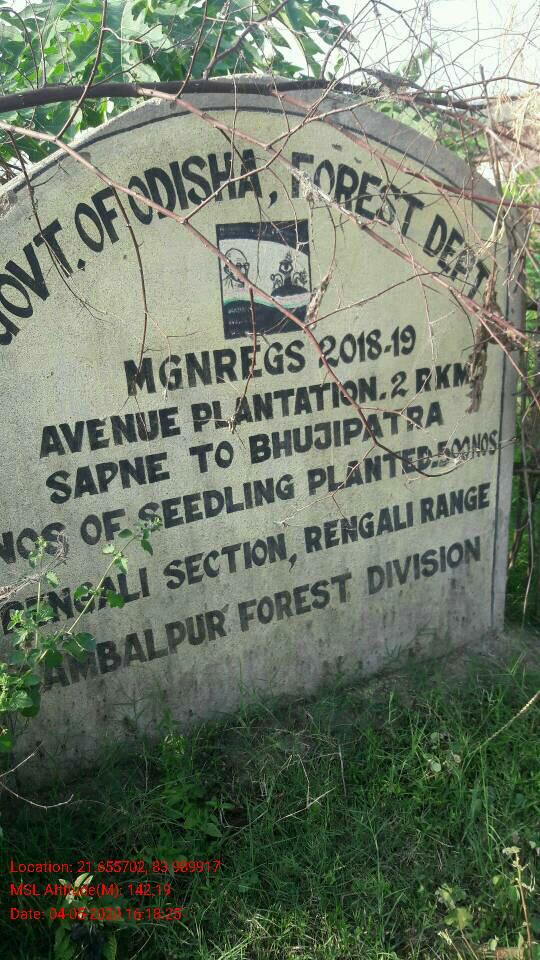 GOVT. OF ODISHA, FOREST DEPT
MGNREGS 2018-19
AVENUE PLANTATION. 2 RKM
SAPNE TO BHUJIPATRA
NOS OF SEEDLING PLANTED. 500NOS
RENGALI SECTION, RENGALI RANGE
SAMBALPUR FOREST DIVISION
Location: 21.655702, 83.989917
MSL Altitude(M): 142.19
Date: 04-05-2023 16:18:25